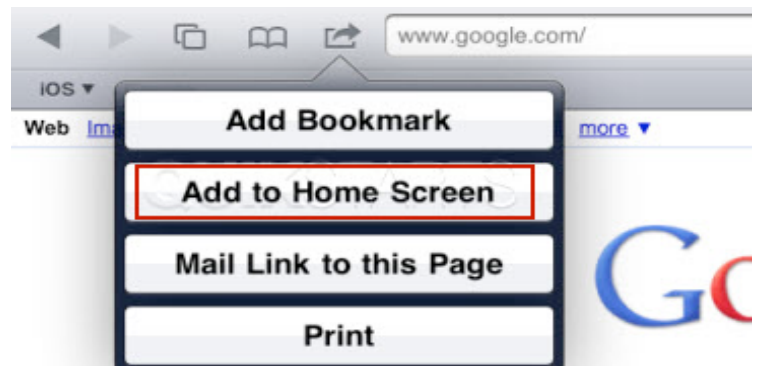 www.google.com/
iOS ▼
Web more ▼
Add Bookmark
Add to Home Screen
Mail Link to this Page
Print